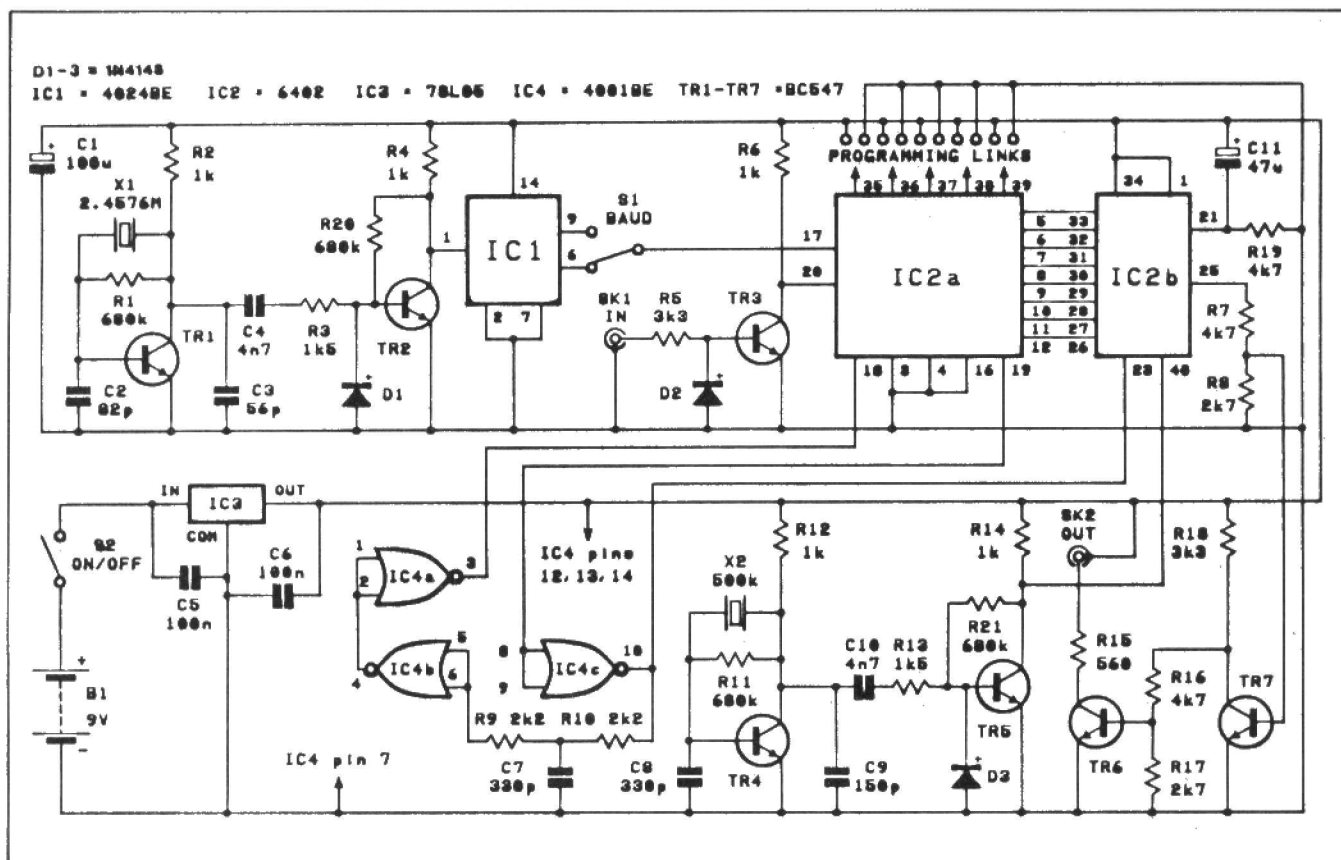 D1-3 = 1N4148
IC1 = 4024BE IC2 = 6402 IC3 = 78L05 IC4 = 4001BE TR1-TR7 =BC547
C1
100u
R2
1k
X1
2.4576M
R1
680k
TR1
C2
82p
C4
4n7
C3
56p
R3
1k5
D1
R20
680k
R4
1k
TR2
1
14
IC1
9
6
2
7
S1
BAUD
SK1
IN
R5
3k3
D2
TR3
R6
1k
PROGRAMMING LINKS
35
36
37
38
39
17
20
IC2a
18
3
4
16
19
5 33
6 32
7 31
8 30
9 29
10 28
11 27
12 26
34
1
IC2b
21
25
23
40
C11
47u
R19
4k7
R7
4k7
R8
2k7
S2
ON/OFF
B1
9V
+
-
IN
IC3
OUT
COM
C5
100n
C6
100n
1
2
IC4a
3
4
IC4b
5
6
8
9
IC4c
10
IC4 pins
12,13,14
IC4 pin 7
R9 2k2
R10 2k2
C7
330p
C8
330p
X2
500k
R11
680k
R12
1k
TR4
C9
150p
C10
4n7
R13
1k5
D3
R14
1k
R21
680k
TR5
SK2
OUT
R15
560
TR6
R16
4k7
R17
2k7
R18
3k3
TR7